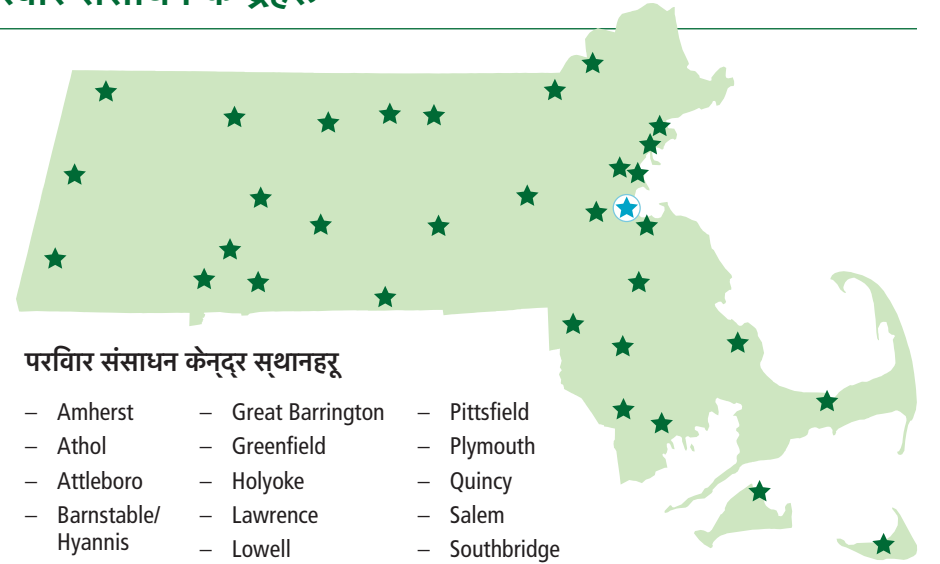 परविार संसाधन केन्‌द्‌र स्‌थानहरू
– Amherst
– Athol
– Attleboro
– Barnstable/
Hyannis
– Great Barrington
– Greenfield
– Holyoke
– Lawrence
– Lowell
– Pittsfield
– Plymouth
– Quincy
– Salem
– Southbridge